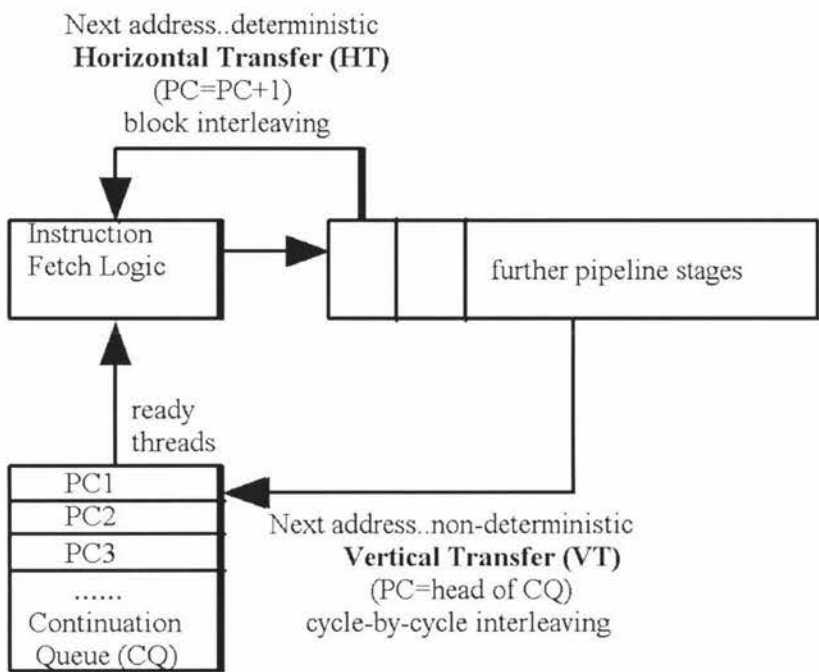 Next address..deterministic
Horizontal Transfer (HT)
(PC=PC+1)
block interleaving
Instruction
Fetch Logic
further pipeline stages
ready
threads
PC1
PC2
PC3
......
Continuation
Queue (CQ)
Next address..non-deterministic
Vertical Transfer (VT)
(PC=head of CQ)
cycle-by-cycle interleaving